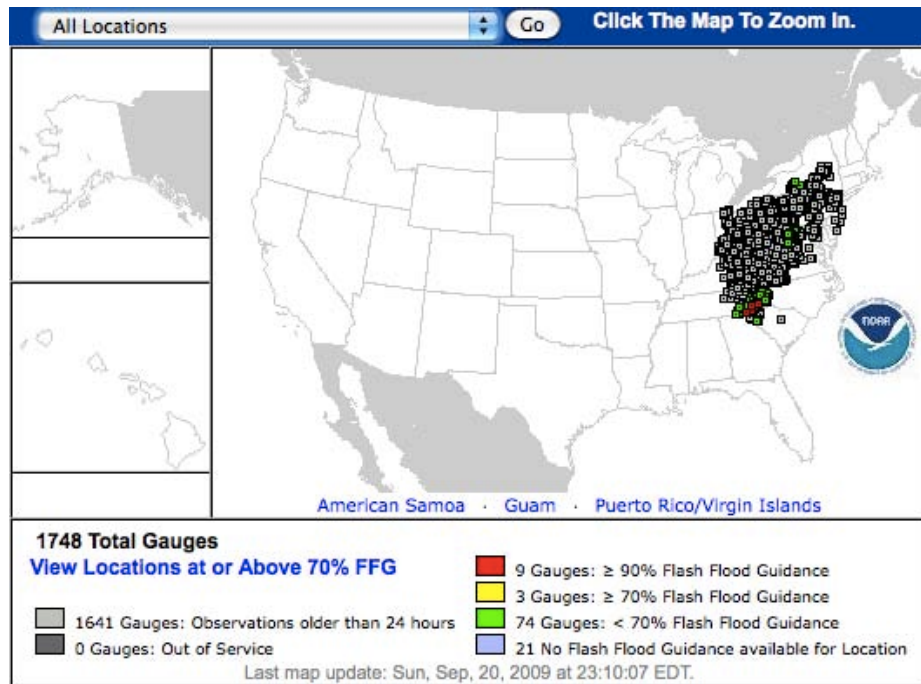 All Locations
Go
Click The Map To Zoom In.
NOAA
American Samoa · Guam · Puerto Rico/Virgin Islands
1748 Total Gauges
View Locations at or Above 70% FFG
1641 Gauges: Observations older than 24 hours
0 Gauges: Out of Service
9 Gauges: ≥ 90% Flash Flood Guidance
3 Gauges: ≥ 70% Flash Flood Guidance
74 Gauges: < 70% Flash Flood Guidance
21 No Flash Flood Guidance available for Location
Last map update: Sun, Sep, 20, 2009 at 23:10:07 EDT.